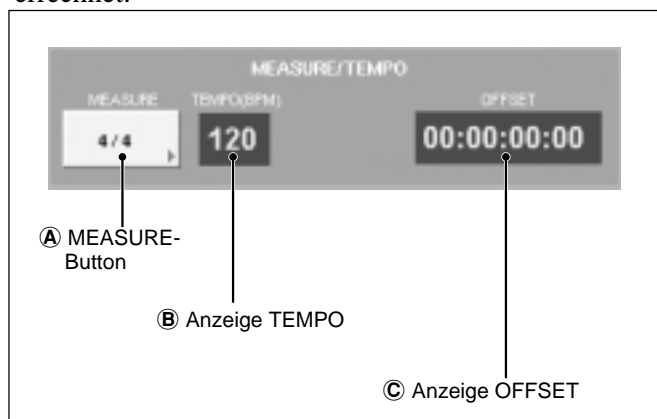 errechnet.
MEASURE/TEMPO
MEASURE TEMPO(BPM) OFFSET
4/4 120 00:00:00:00
Ⓐ MEASURE-
Button
Ⓑ Anzeige TEMPO
Ⓒ Anzeige OFFSET